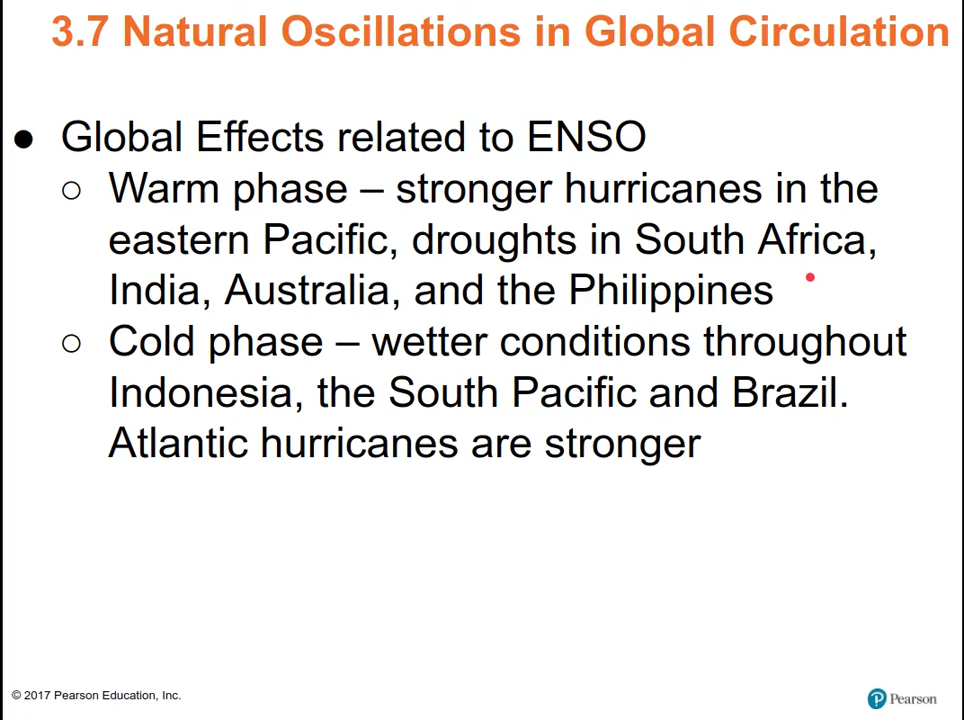 3.7 Natural Oscillations in Global Circulation
● Global Effects related to ENSO
○ Warm phase – stronger hurricanes in the
eastern Pacific, droughts in South Africa,
India, Australia, and the Philippines
○ Cold phase – wetter conditions throughout
Indonesia, the South Pacific and Brazil.
Atlantic hurricanes are stronger
© 2017 Pearson Education, Inc.
P Pearson